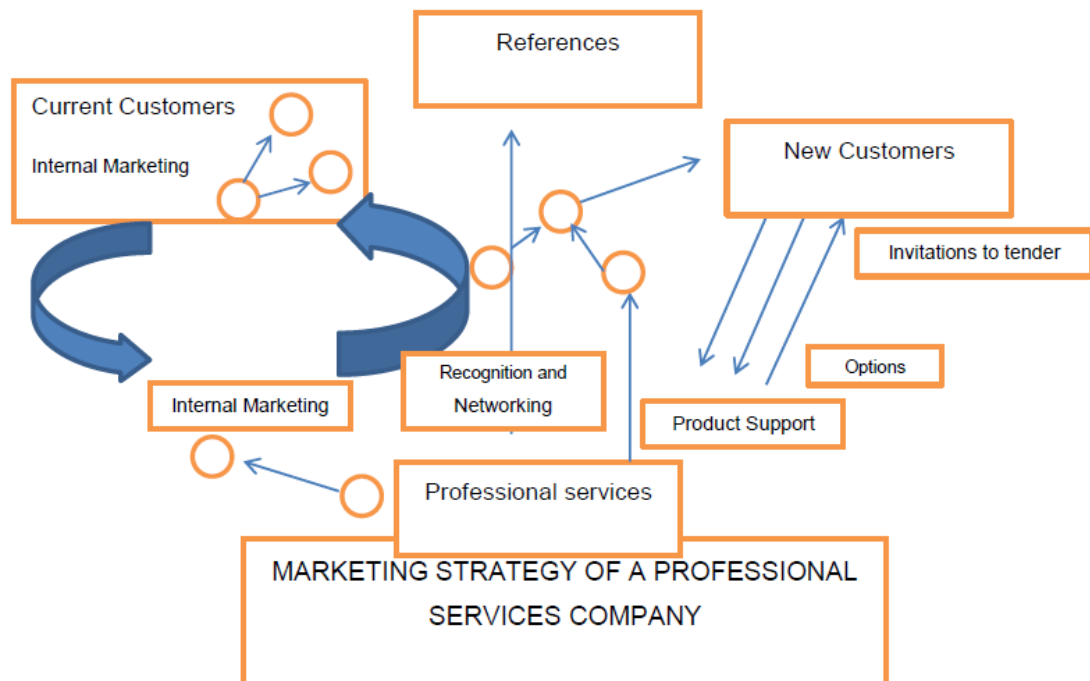 References
Current Customers
Internal Marketing
New Customers
Invitations to tender
Options
Recognition and
Networking
Internal Marketing
Product Support
Professional services
MARKETING STRATEGY OF A PROFESSIONAL
SERVICES COMPANY